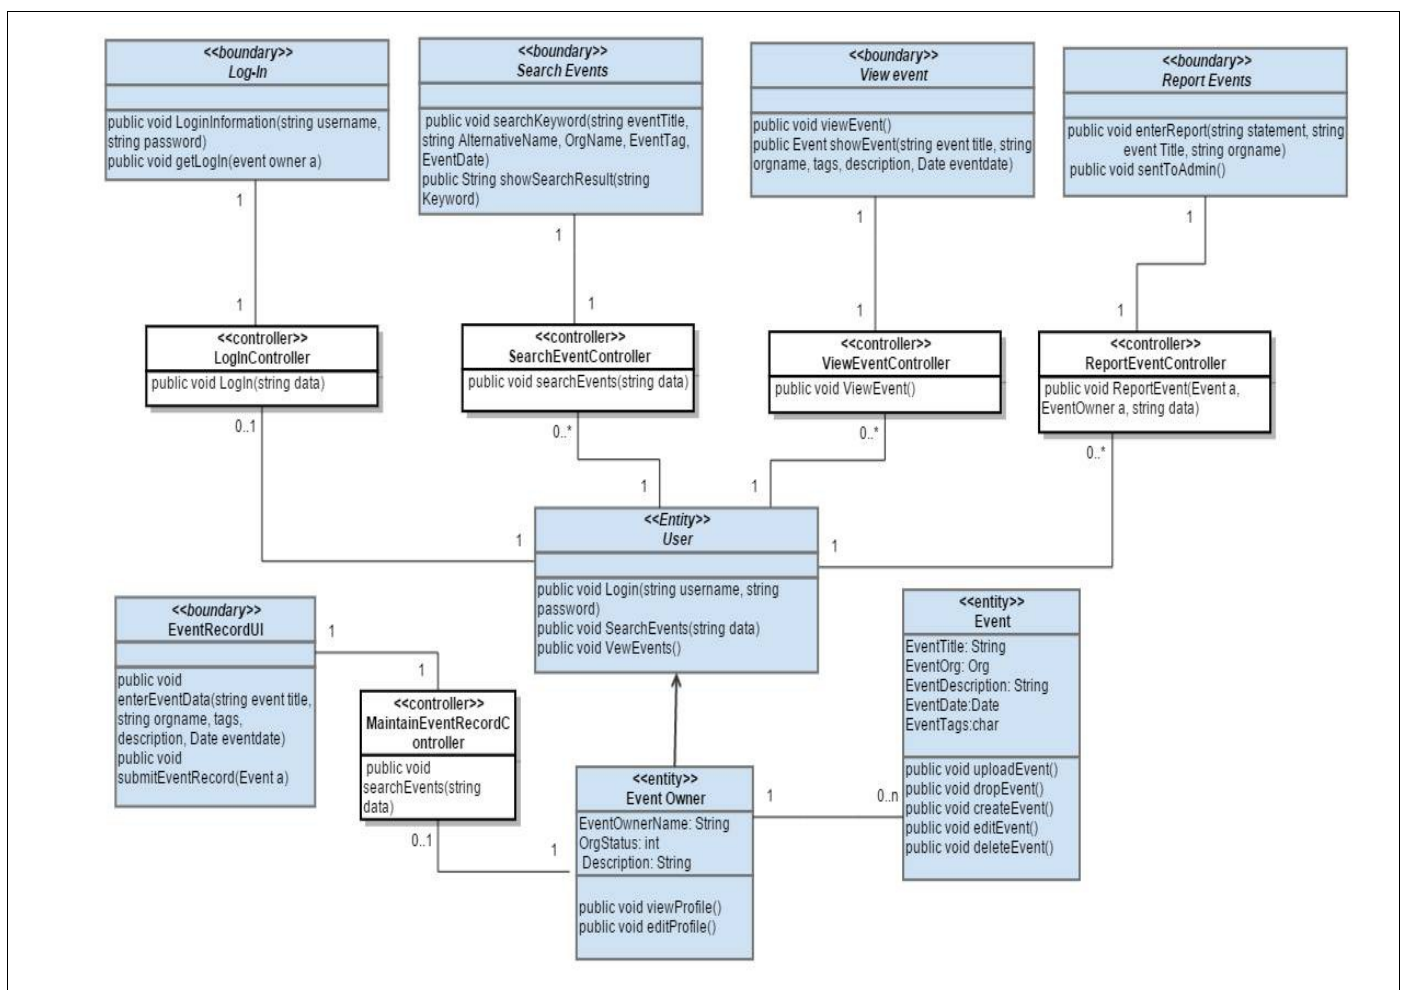 <<boundary>>
Log-In
public void LoginInformation(string username,
string password)
public void getLogIn(event owner a)
<<boundary>>
Search Events
public void searchKeyword(string eventTitle,
string AlternativeName, OrgName, EventTag,
EventDate)
public String showSearchResult(string
Keyword)
<<boundary>>
View event
public void viewEvent()
public Event showEvent(string event title, string
orgname, tags, description, Date eventdate)
<<boundary>>
Report Events
public void enterReport(string statement, string
event Title, string orgname)
public void sentToAdmin()
1
1
1
1
1
1
1
1
<<controller>>
LogInController
public void LogIn(string data)
<<controller>>
SearchEventController
public void searchEvents(string data)
<<controller>>
ViewEventController
public void ViewEvent()
<<controller>>
ReportEventController
public void ReportEvent(Event a,
EventOwner a, string data)
0..1
0..*
0..*
0..*
1
1
1
1
<<Entity>>
User
public void Login(string username, string
password)
public void SearchEvents(string data)
public void VewEvents()
<<boundary>>
EventRecordUI
public void
enterEventData(string event title,
string orgname, tags,
description, Date eventdate)
public void
submitEventRecord(Event a)
1
1
<<controller>>
MaintainEventRecordC
ontroller
public void
searchEvents(string
data)
0..1
1
<<entity>>
Event Owner
EventOwnerName: String
OrgStatus: int
Description: String
public void viewProfile()
public void editProfile()
1
0..n
<<entity>>
Event
EventTitle: String
EventOrg: Org
EventDescription: String
EventDate:Date
EventTags:char
public void uploadEvent()
public void dropEvent()
public void createEvent()
public void editEvent()
public void deleteEvent()